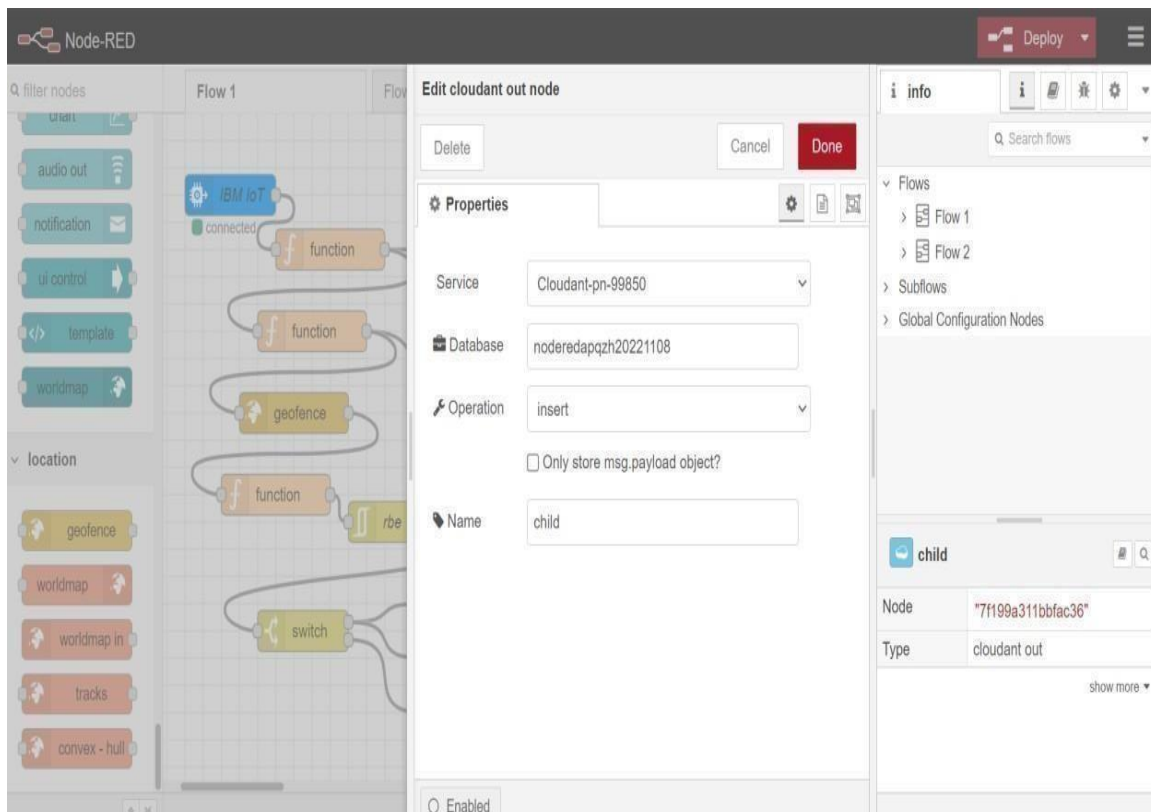 Node-RED
Deploy
filter nodes
chart
audio out
notification
ui control
template
worldmap
location
geofence
worldmap
worldmap in
tracks
convex - hull
Flow 1
Flow
IBM IoT
connected
function
function
geofence
function
rbe
switch
Edit cloudant out node
Delete
Cancel
Done
Properties
Service
Cloudant-pn-99850
Database
noderedapqzh20221108
Operation
insert
Only store msg.payload object?
Name
child
Enabled
i info
i
Search flows
Flows
Flow 1
Flow 2
Subflows
Global Configuration Nodes
child
Node
"7f199a311bbfac36"
Type
cloudant out
show more